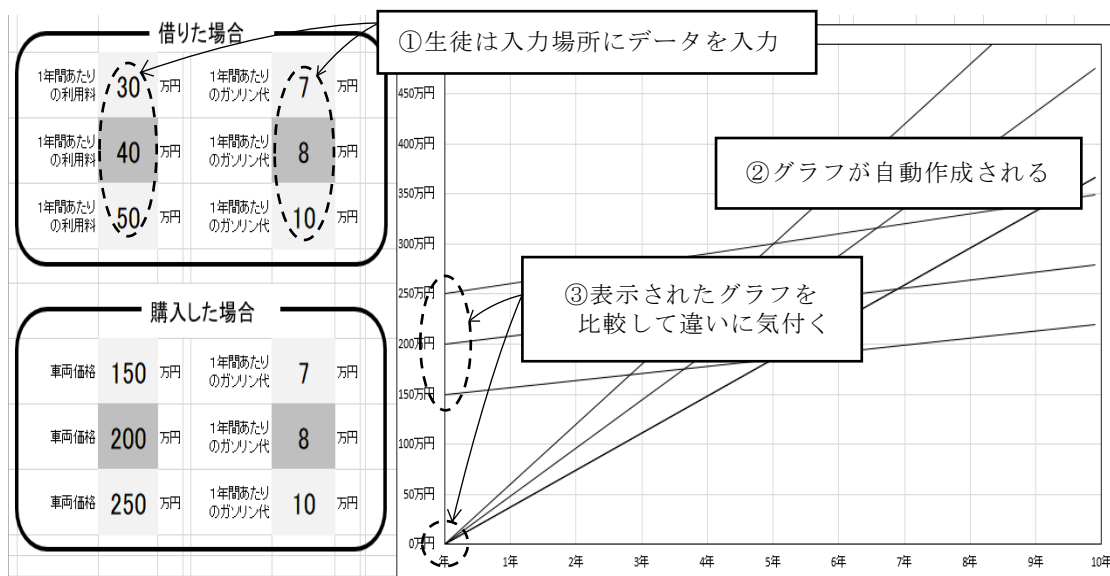 借りた場合
1年間あたりの利用料 30 万円 1年間あたりのガソリン代 7 万円
1年間あたりの利用料 40 万円 1年間あたりのガソリン代 8 万円
1年間あたりの利用料 50 万円 1年間あたりのガソリン代 10 万円
購入した場合
車両価格 150 万円 1年間あたりのガソリン代 7 万円
車両価格 200 万円 1年間あたりのガソリン代 8 万円
車両価格 250 万円 1年間あたりのガソリン代 10 万円
①生徒は入力場所にデータを入力
②グラフが自動作成される
③表示されたグラフを
比較して違いに気付く
450万円
400万円
350万円
300万円
250万円
200万円
150万円
100万円
50万円
0万円
年 1年 2年 3年 4年 5年 6年 7年 8年 9年 10年